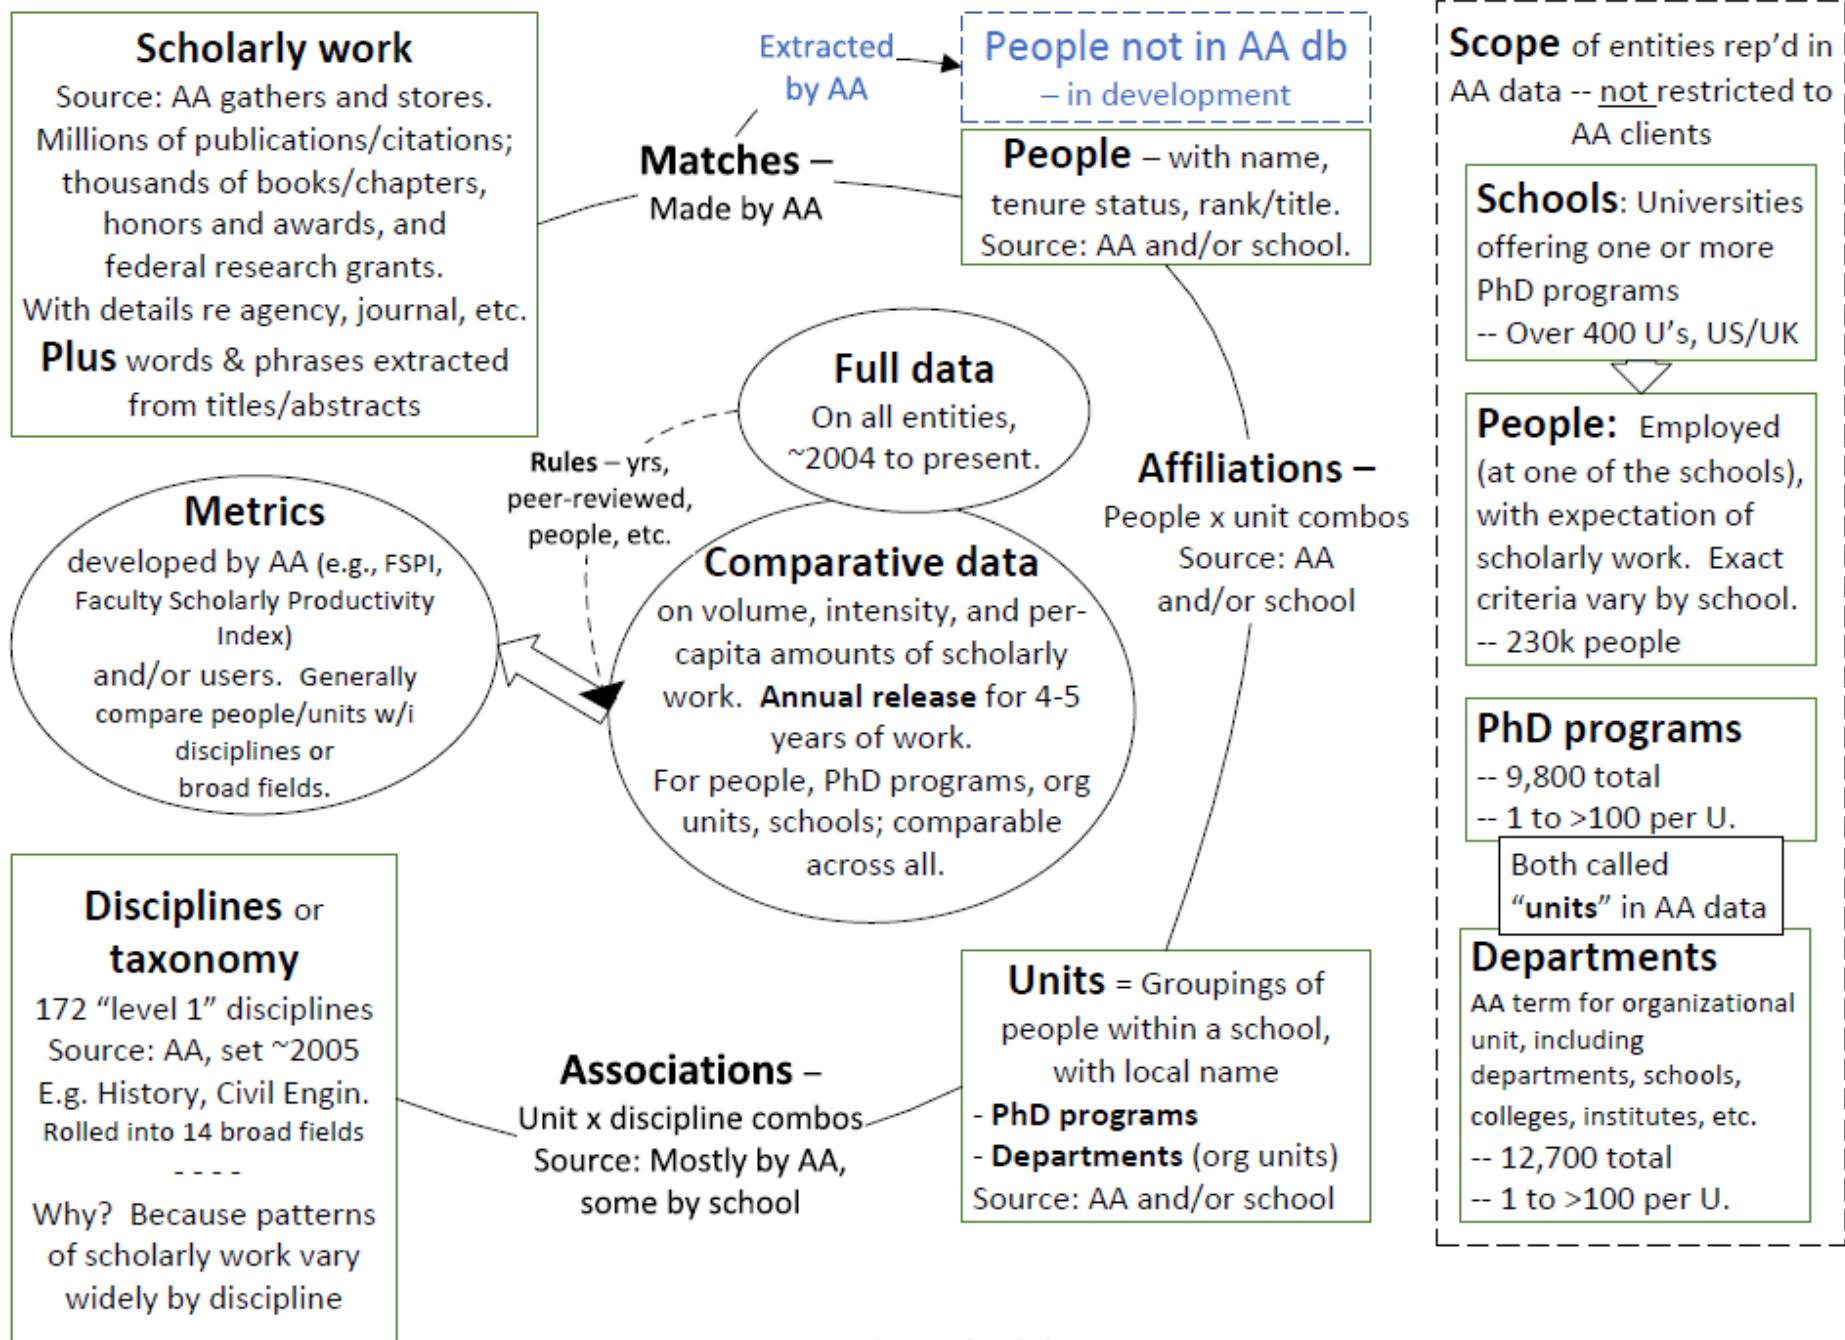 Scholarly work
Source: AA gathers and stores.
Millions of publications/citations;
thousands of books/chapters,
honors and awards, and
federal research grants.
With details re agency, journal, etc.
Plus words & phrases extracted
from titles/abstracts
Extracted
by AA
People not in AA db
– in development
Matches –
Made by AA
People – with name,
tenure status, rank/title.
Source: AA and/or school.
Full data
On all entities,
~2004 to present.
Rules – yrs,
peer-reviewed,
people, etc.
Affiliations –
People x unit combos
Source: AA
and/or school
Metrics
developed by AA (e.g., FSPI,
Faculty Scholarly Productivity
Index)
and/or users. Generally
compare people/units w/i
disciplines or
broad fields.
Comparative data
on volume, intensity, and per-
capita amounts of scholarly
work. Annual release for 4-5
years of work.
For people, PhD programs, org
units, schools; comparable
across all.
Disciplines or
taxonomy
172 “level 1” disciplines
Source: AA, set ~2005
E.g. History, Civil Engin.
Rolled into 14 broad fields
- - - -
Why? Because patterns
of scholarly work vary
widely by discipline
Associations –
Unit x discipline combos
Source: Mostly by AA,
some by school
Units = Groupings of
people within a school,
with local name
- PhD programs
- Departments (org units)
Source: AA and/or school
Scope of entities rep’d in
AA data -- not restricted to
AA clients
Schools: Universities
offering one or more
PhD programs
-- Over 400 U’s, US/UK
People: Employed
(at one of the schools),
with expectation of
scholarly work. Exact
criteria vary by school.
-- 230k people
PhD programs
-- 9,800 total
-- 1 to >100 per U.
Both called
“units” in AA data
Departments
AA term for organizational
unit, including
departments, schools,
colleges, institutes, etc.
-- 12,700 total
-- 1 to >100 per U.